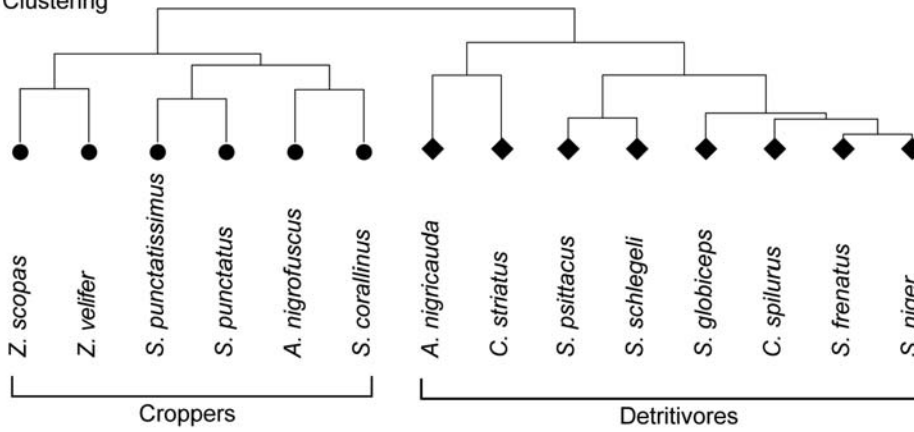 Clustering
Z. scopas
Z. velifer
S. punctatissimus
S. punctatus
A. nigrofuscus
S. corallinus
A. nigricauda
C. striatus
S. psittacus
S. schlegeli
S. globiceps
C. spilurus
S. frenatus
S. niger
Croppers
Detritivores